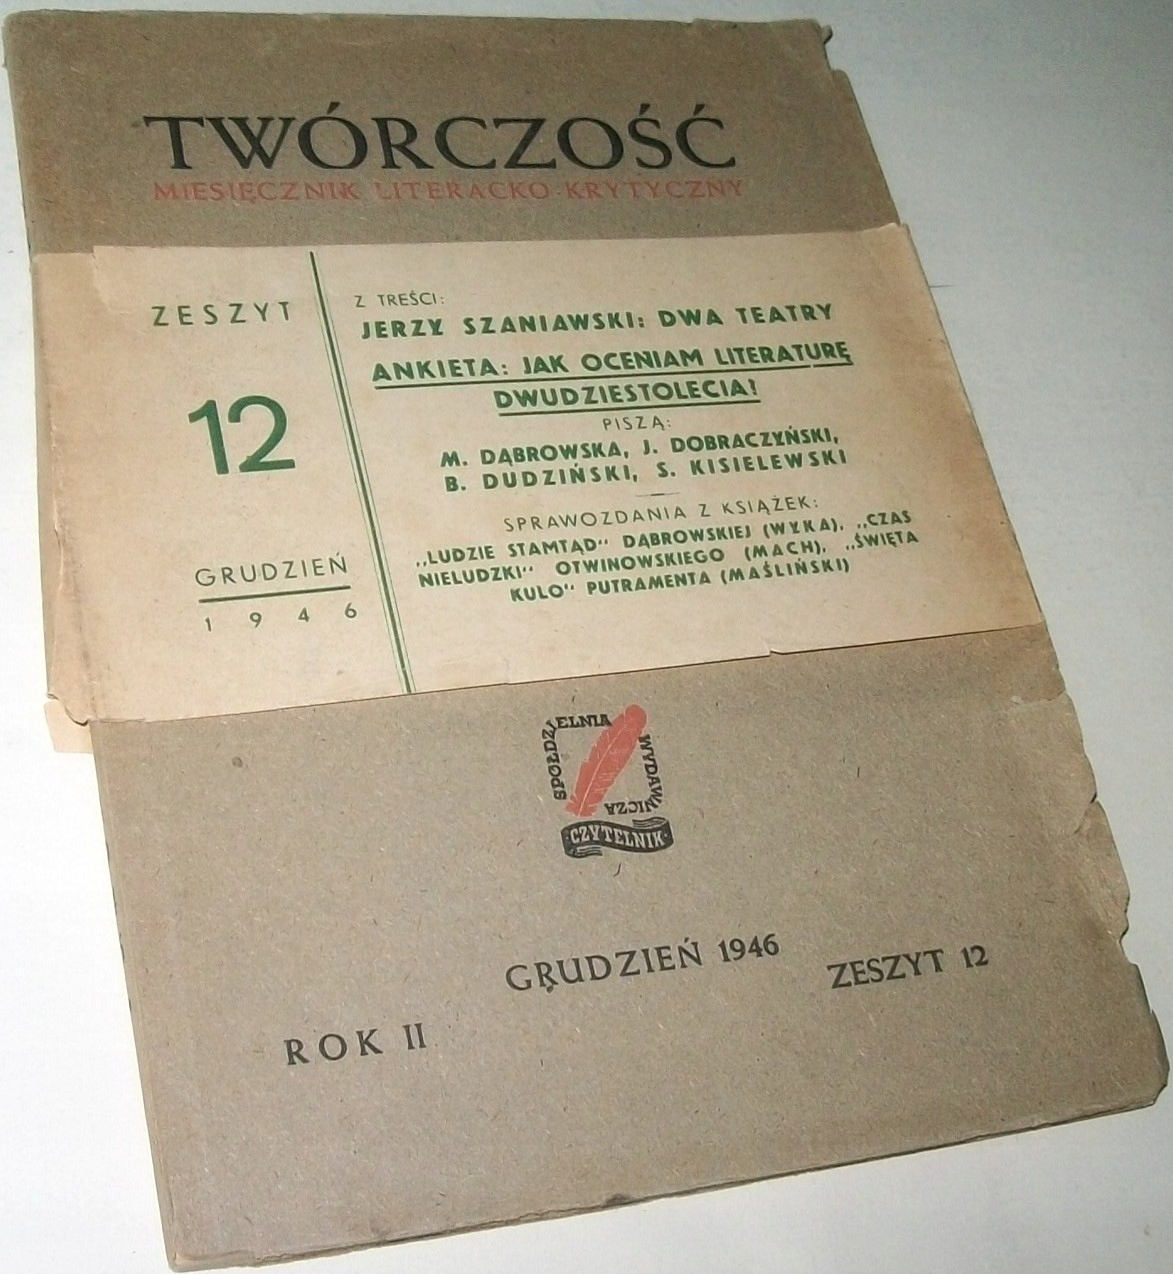 TWÓRCZOŚĆ
MIESIĘCZNIK LITERACKO-KRYTYCZNY
ZESZYT
12
GRUDZIEŃ
1946
Z TREŚCI:
JERZY SZANIAWSKI: DWA TEATRY
ANKIETA: JAK OCENIAM LITERATURĘ
DWUDZIESTOLECIA?
PISZĄ:
M. DĄBROWSKA, J. DOBRACZYŃSKI,
B. DUDZIŃSKI, S. KISIELEWSKI
SPRAWOZDANIA Z KSIĄŻEK:
„LUDZIE STAMTĄD" DĄBROWSKIEJ (WYKA), „CZAS
NIELUDZKI" OTWINOWSKIEGO (MACH), „ŚWIĘTA
KULO" PUTRAMENTA (MAŚLIŃSKI)
SPÓŁDZIELNIA
WYDAWNICZA
CZYTELNIK
GRUDZIEŃ 1946
ZESZYT 12
ROK II